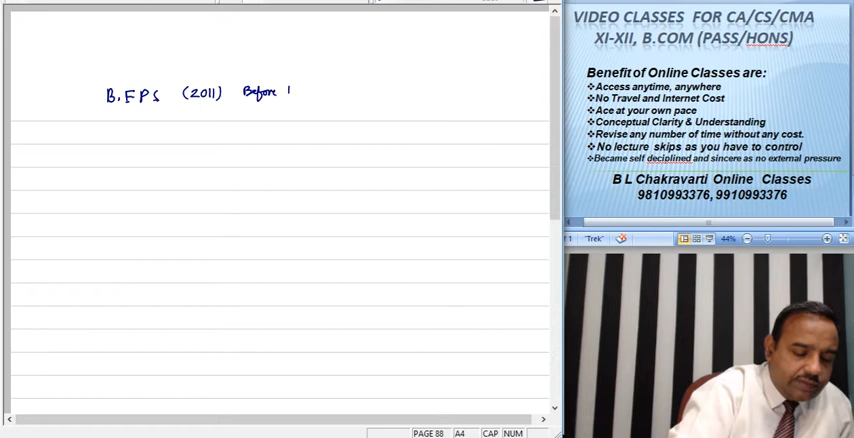 B.EPS (2011) Before
VIDEO CLASSES FOR CA/CS/CMA
XI-XII, B.COM (PASS/HONS)
Benefit of Online Classes are:
❖Access anytime, anywhere
❖No Travel and Internet Cost
❖Ace at your own pace
❖Conceptual Clarity & Understanding
❖Revise any number of time without any cost.
❖No lecture skips as you have to control
❖Became self deciplined and sincere as no external pressure
B L Chakravarti Online Classes
9810993376, 9910993376
f 1 "Trek" 44%
PAGE 88 A4 CAP NUM